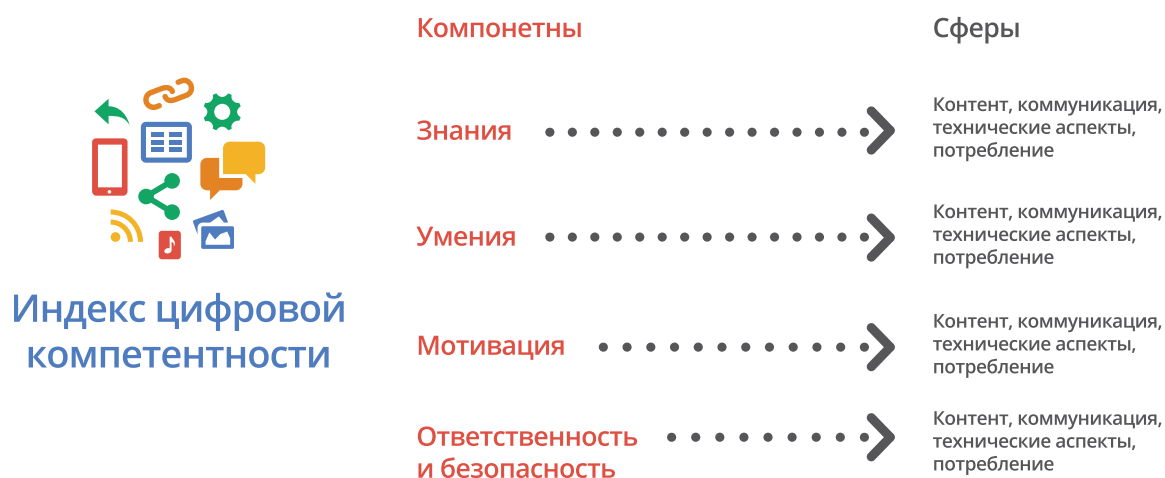 Компонетны
Сферы
Знания
Контент, коммуникация,
технические аспекты,
потребление
Умения
Контент, коммуникация,
технические аспекты,
потребление
Индекс цифровой
компетентности
Мотивация
Контент, коммуникация,
технические аспекты,
потребление
Ответственность
и безопасность
Контент, коммуникация,
технические аспекты,
потребление